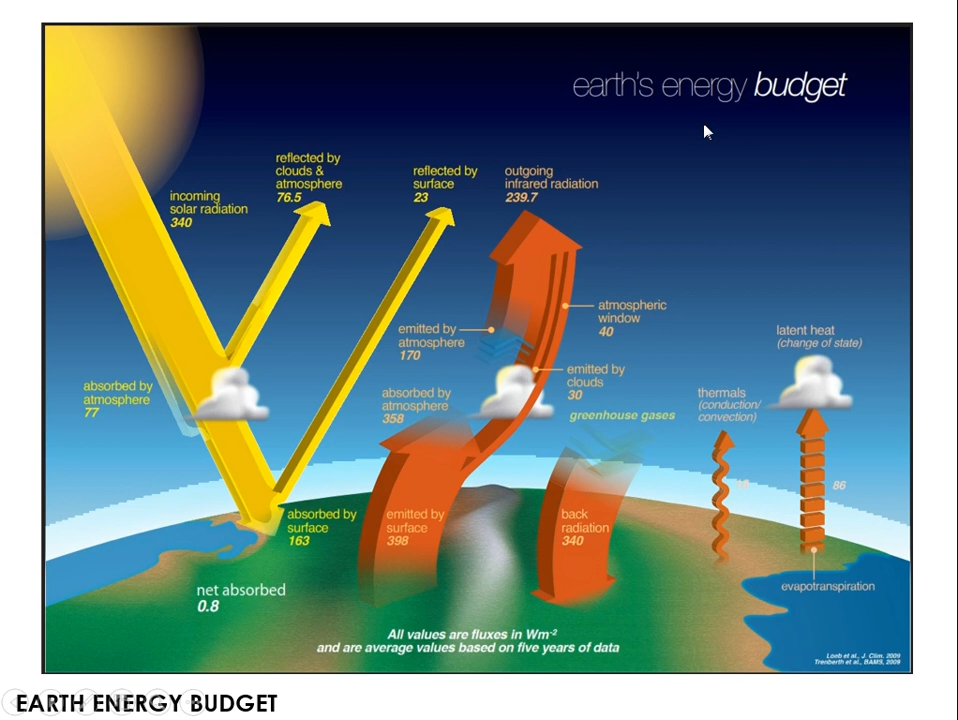 earth's energy budget
reflected by
clouds &
atmosphere
76.5
reflected by
surface
23
outgoing
infrared radiation
239.7
incoming
solar radiation
340
atmospheric
window
40
emitted by
atmosphere
170
latent heat
(change of state)
emitted by
clouds
30
absorbed by
atmosphere
77
absorbed by
atmosphere
358
greenhouse gases
thermals
(conduction/
convection)
86
absorbed by
surface
163
emitted by
surface
398
back
radiation
340
evapotranspiration
net absorbed
0.8
All values are fluxes in Wm-2
and are average values based on five years of data
Loeb et al., J. Clim. 2009
Trenberth et al., BAMS, 2009
EARTH ENERGY BUDGET